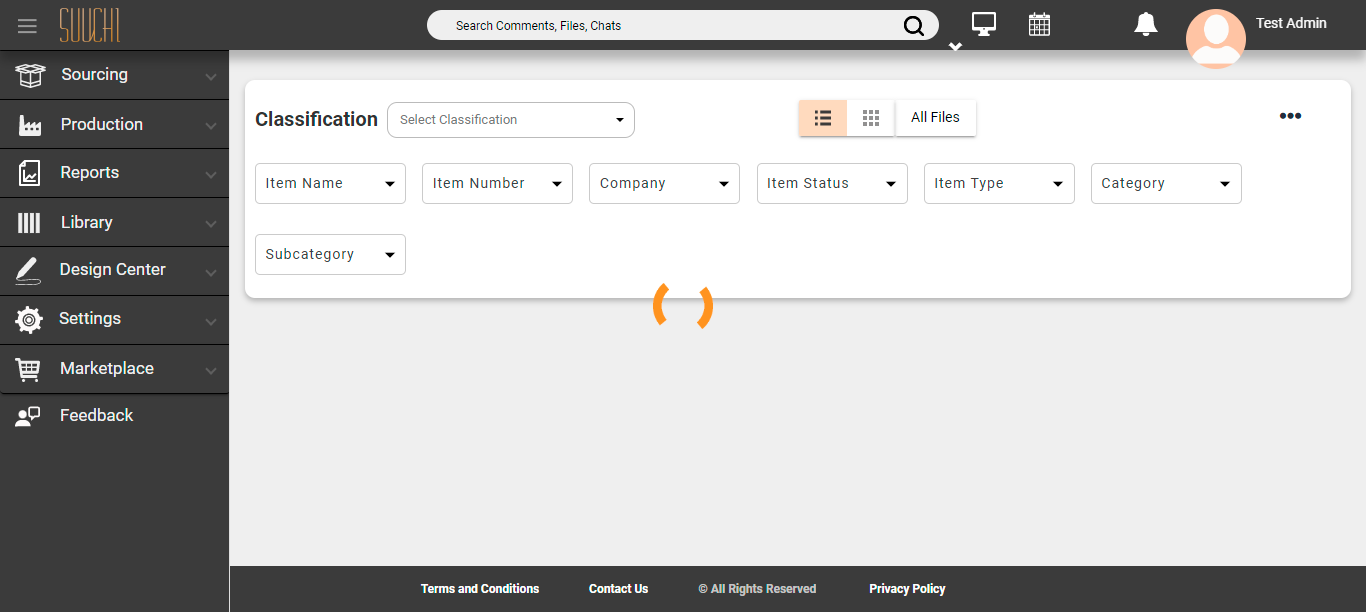 SUUCHI
Search Comments, Files, Chats
Test Admin
Sourcing
Production
Reports
Library
Design Center
Settings
Marketplace
Feedback
Classification
Select Classification
All Files
Item Name
Item Number
Company
Item Status
Item Type
Category
Subcategory
Terms and Conditions
Contact Us
© All Rights Reserved
Privacy Policy